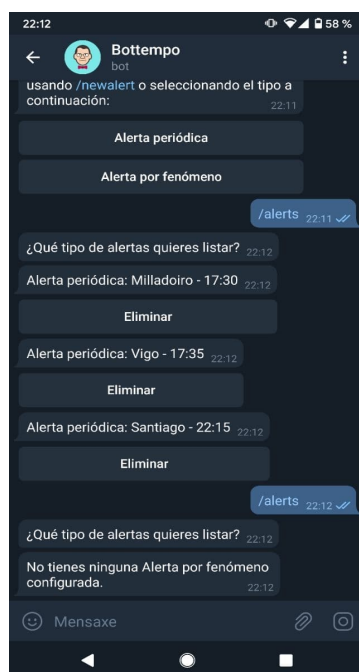 22:12
58 %
Bottempo
bot
usando /newalert o seleccionando el tipo a
continuación:
22:11
Alerta periódica
Alerta por fenómeno
/alerts 22:11
¿Qué tipo de alertas quieres listar? 22:12
Alerta periódica: Milladoiro - 17:30 22:12
Eliminar
Alerta periódica: Vigo - 17:35 22:12
Eliminar
Alerta periódica: Santiago - 22:15 22:12
Eliminar
/alerts 22:12
¿Qué tipo de alertas quieres listar? 22:12
No tienes ninguna Alerta por fenómeno
configurada.
22:12
Mensaxe